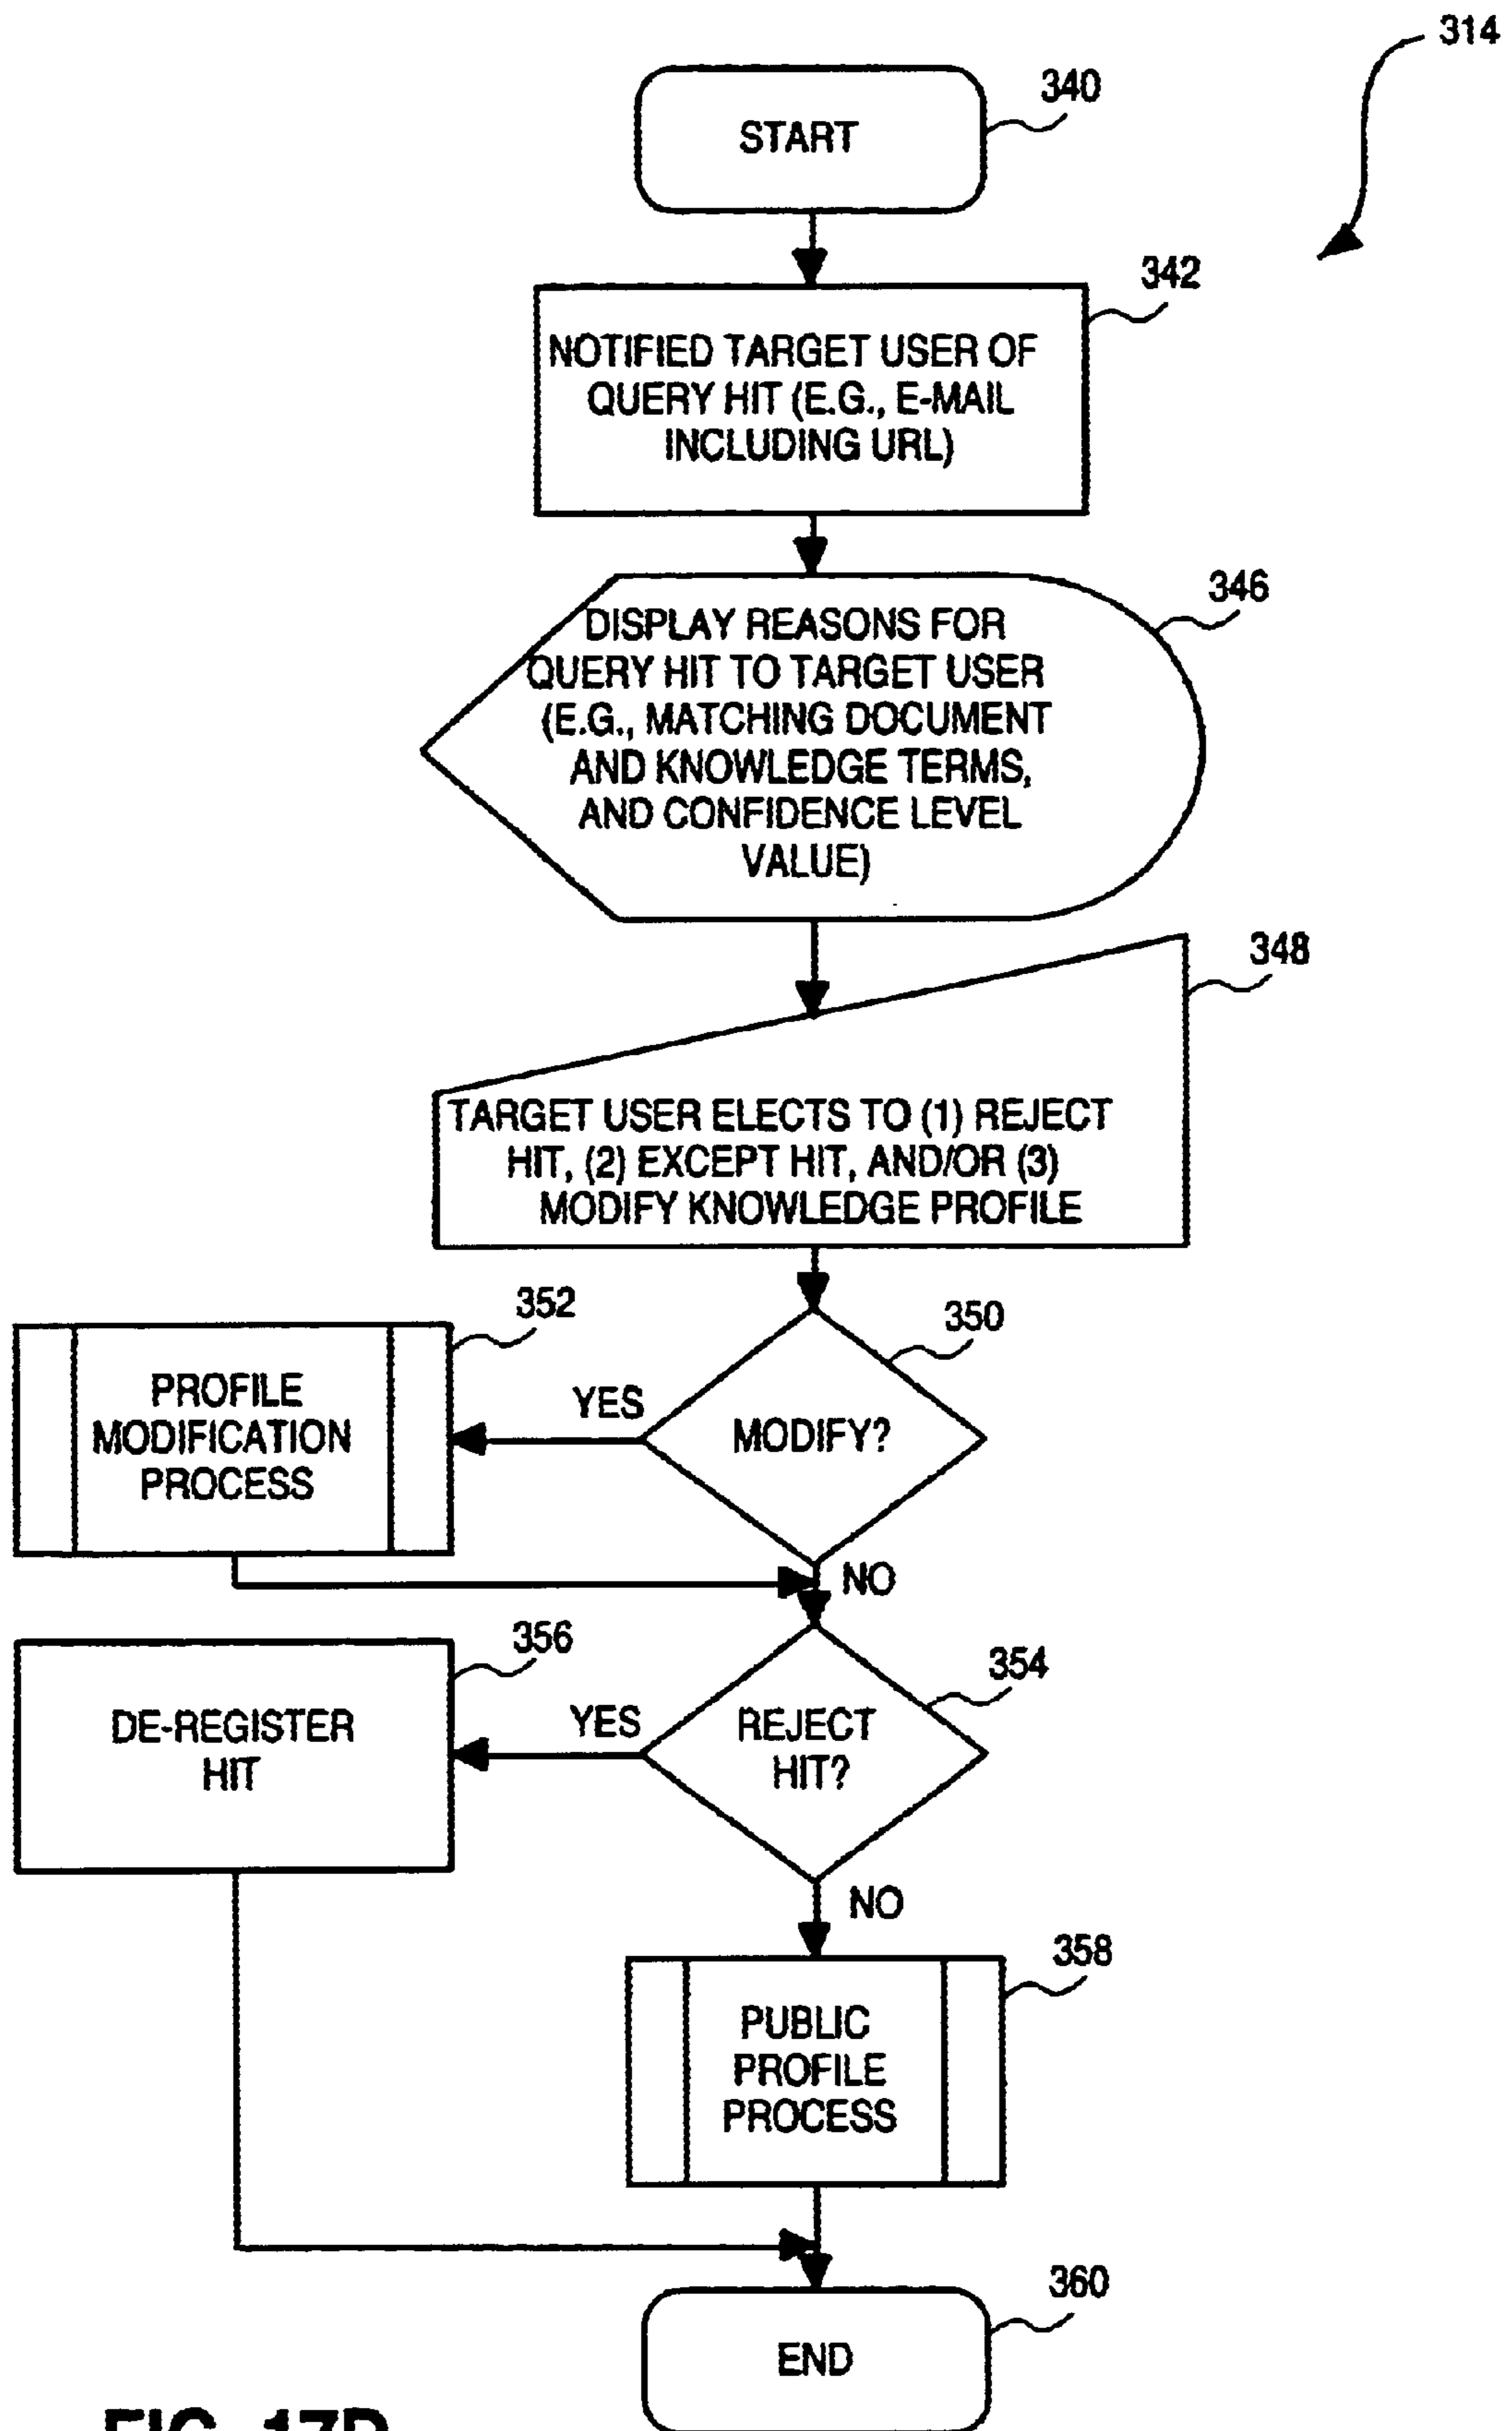 314
340
START
342
NOTIFIED TARGET USER OF
QUERY HIT (E.G., E-MAIL
INCLUDING URL)
346
DISPLAY REASONS FOR
QUERY HIT TO TARGET USER
(E.G., MATCHING DOCUMENT
AND KNOWLEDGE TERMS,
AND CONFIDENCE LEVEL
VALUE)
348
TARGET USER ELECTS TO (1) REJECT
HIT, (2) EXCEPT HIT, AND/OR (3)
MODIFY KNOWLEDGE PROFILE
352
350
PROFILE
MODIFICATION
PROCESS
YES
MODIFY?
NO
356
354
DE-REGISTER
HIT
YES
REJECT
HIT?
NO
358
PUBLIC
PROFILE
PROCESS
360
END